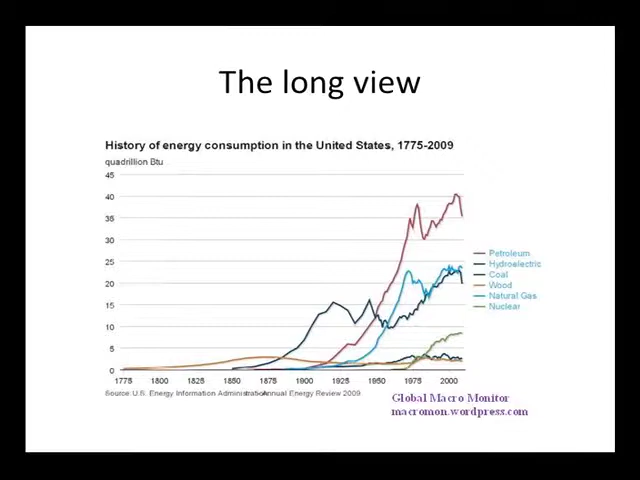 The long view
History of energy consumption in the United States, 1775-2009
quadrillion Btu
45
40
35
30
25
20
15
10
5
0
1775 1800 1825 1850 1875 1900 1925 1950 1975 2000
Petroleum
Hydroelectric
Coal
Wood
Natural Gas
Nuclear
Source: U.S. Energy Information Administration Annual Energy Review 2009
Global Macro Monitor
macromon.wordpress.com